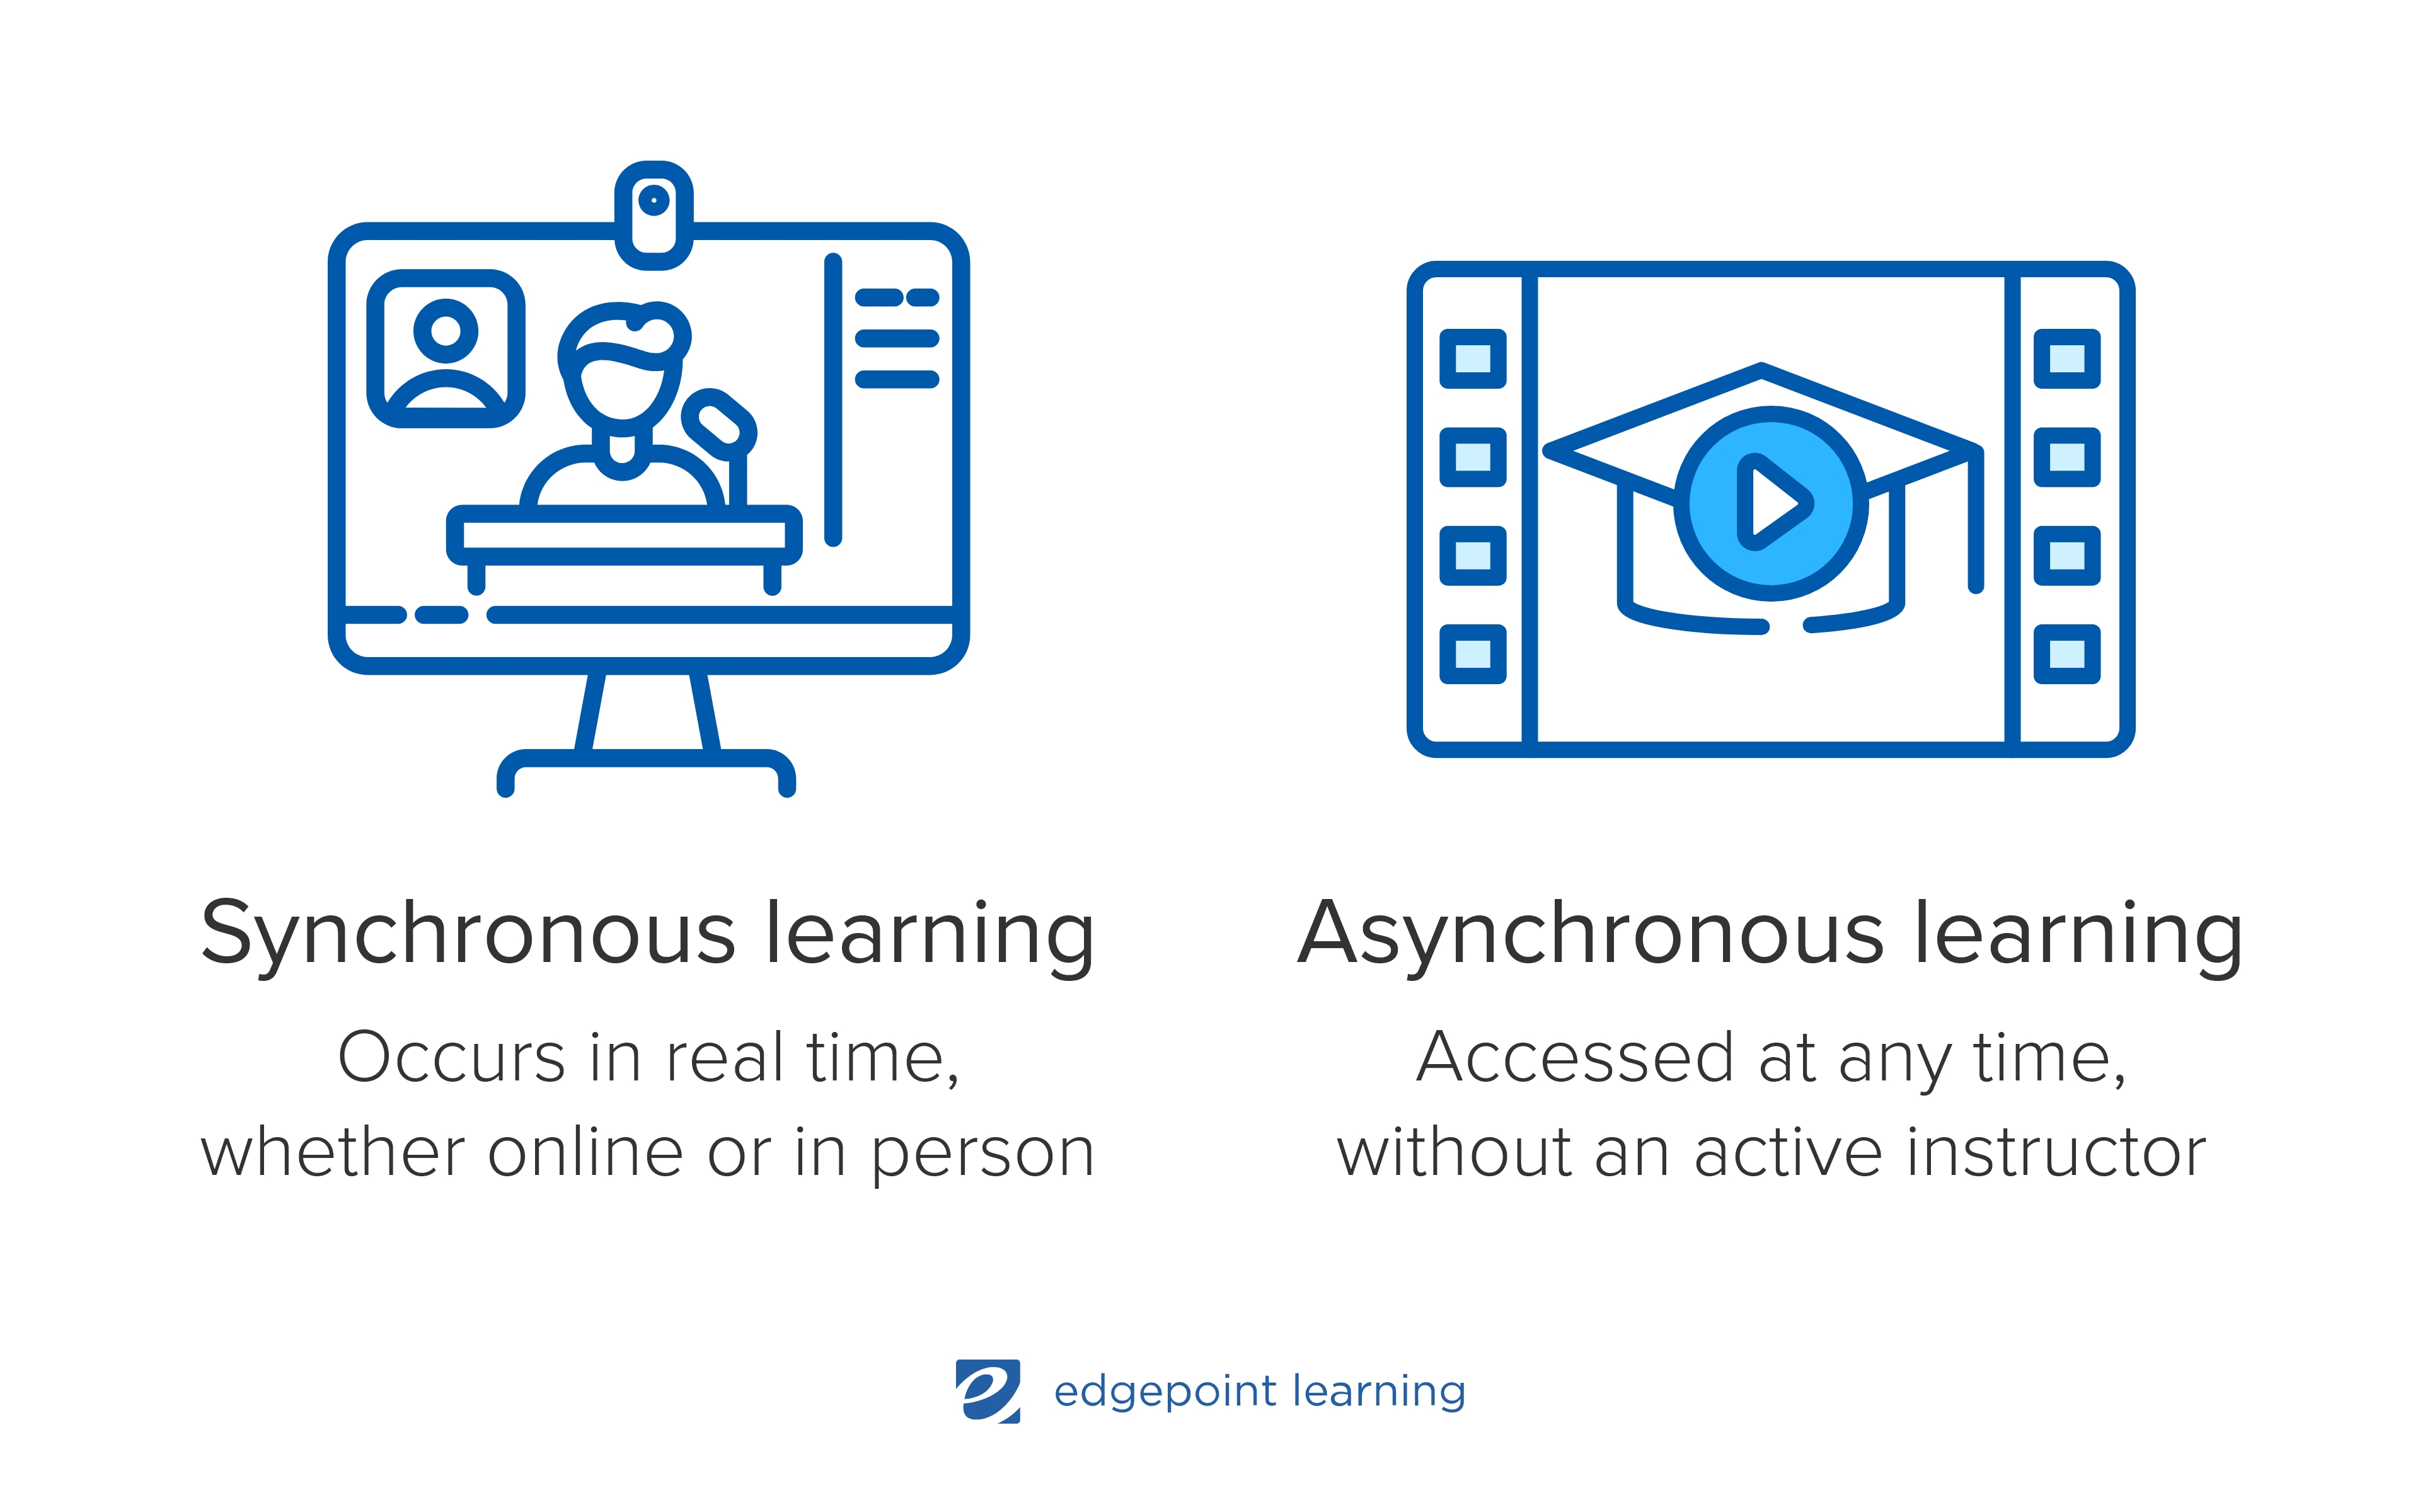 Synchronous learning
Occurs in real time,
whether online or in person
Asynchronous learning
Accessed at any time,
without an active instructor
edgepoint learning